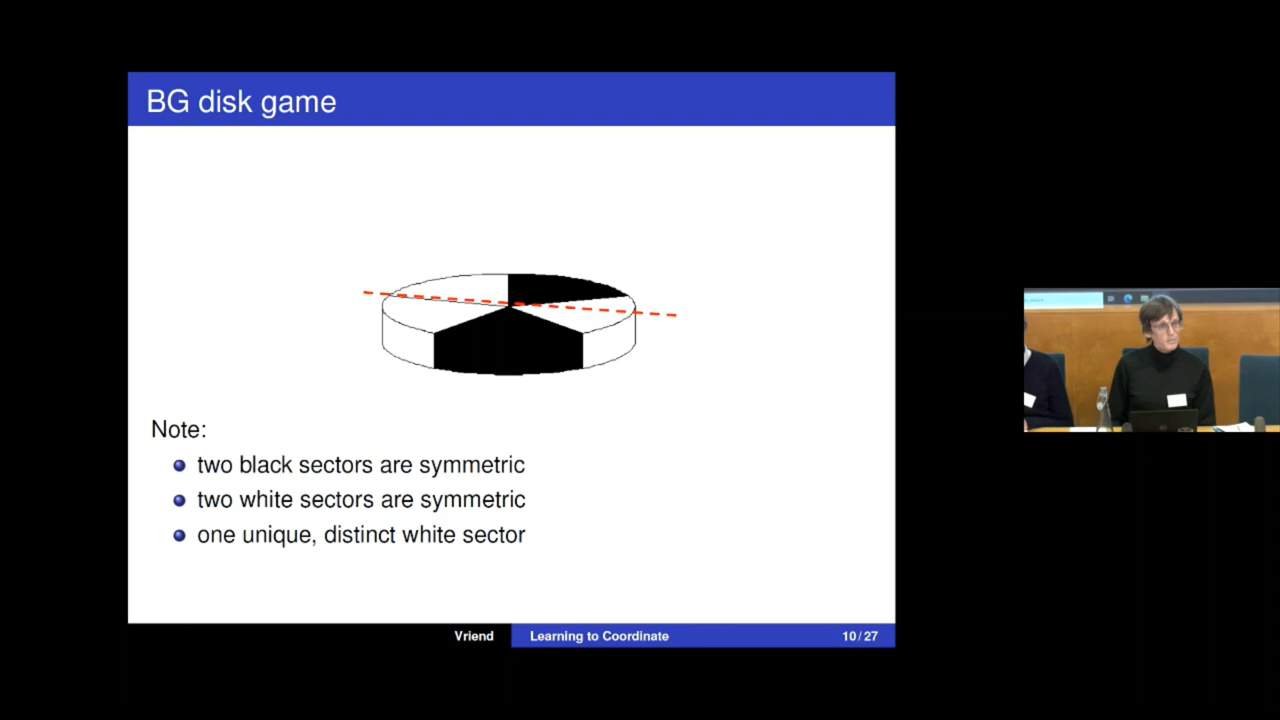 BG disk game
Note:
two black sectors are symmetric
two white sectors are symmetric
one unique, distinct white sector
Vriend
Learning to Coordinate
10 / 27